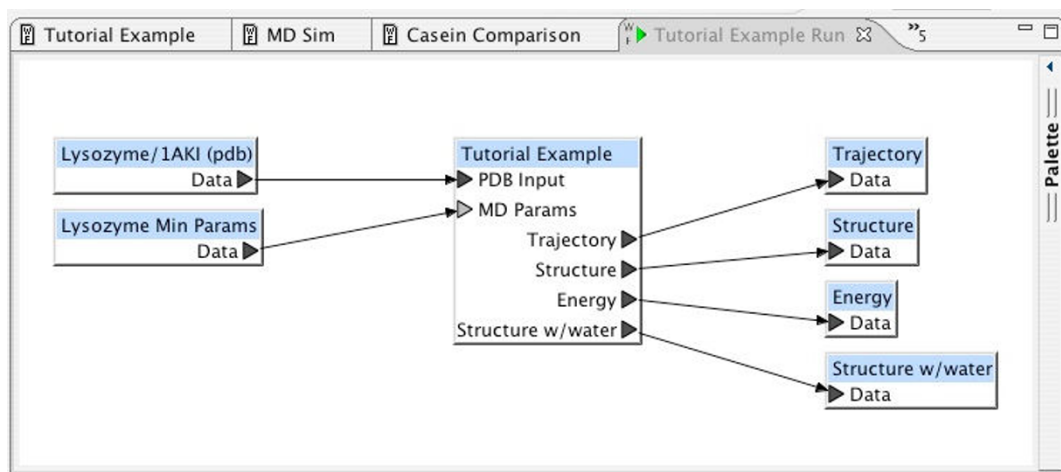 Tutorial Example
MD Sim
Casein Comparison
Tutorial Example Run
»5
Palette
Lysozyme/1AKI (pdb)
Data
Lysozyme Min Params
Data
Tutorial Example
PDB Input
MD Params
Trajectory
Structure
Energy
Structure w/water
Trajectory
Data
Structure
Data
Energy
Data
Structure w/water
Data